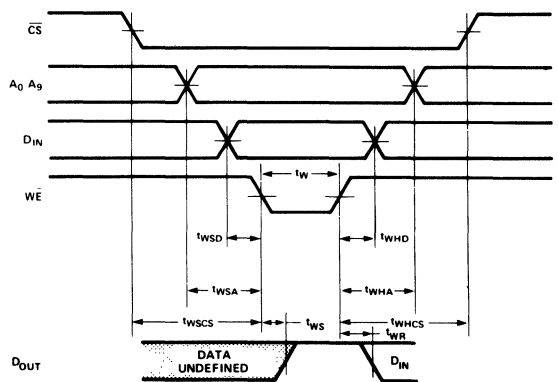 CS
A0 A9
DIN
tW
WE
tWSD
tWHD
tWSA
tWHA
tWSCS
tWS
tWHCS
tWR
DOUT
DATA
UNDEFINED
DIN